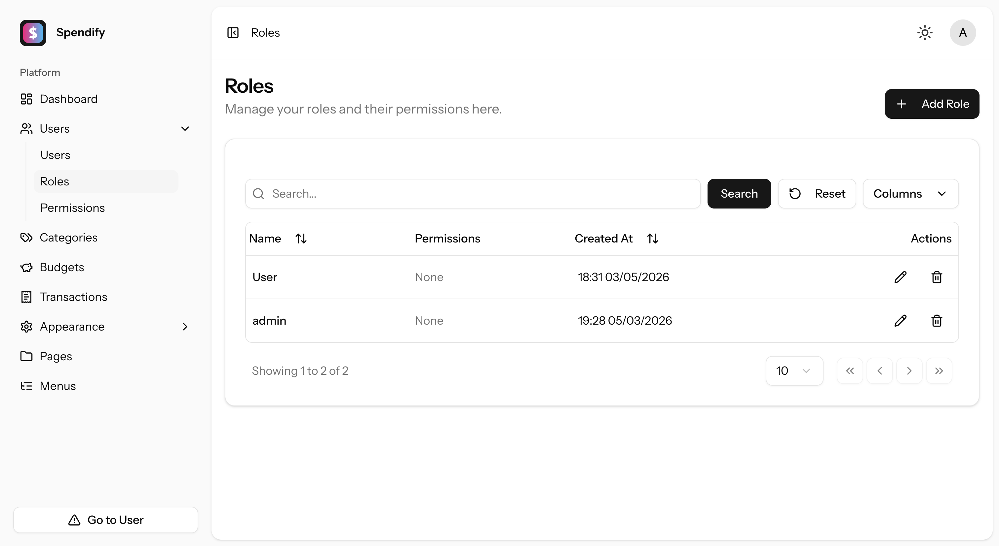 Spendify
Platform
Dashboard
Users
Users
Roles
Permissions
Categories
Budgets
Transactions
Appearance
Pages
Menus
Go to User
Roles
A
Roles
Manage your roles and their permissions here.
Add Role
Search...
Search
Reset
Columns
Name Permissions Created At Actions
User None 18:31 03/05/2026
admin None 19:28 05/03/2026
Showing 1 to 2 of 2
10